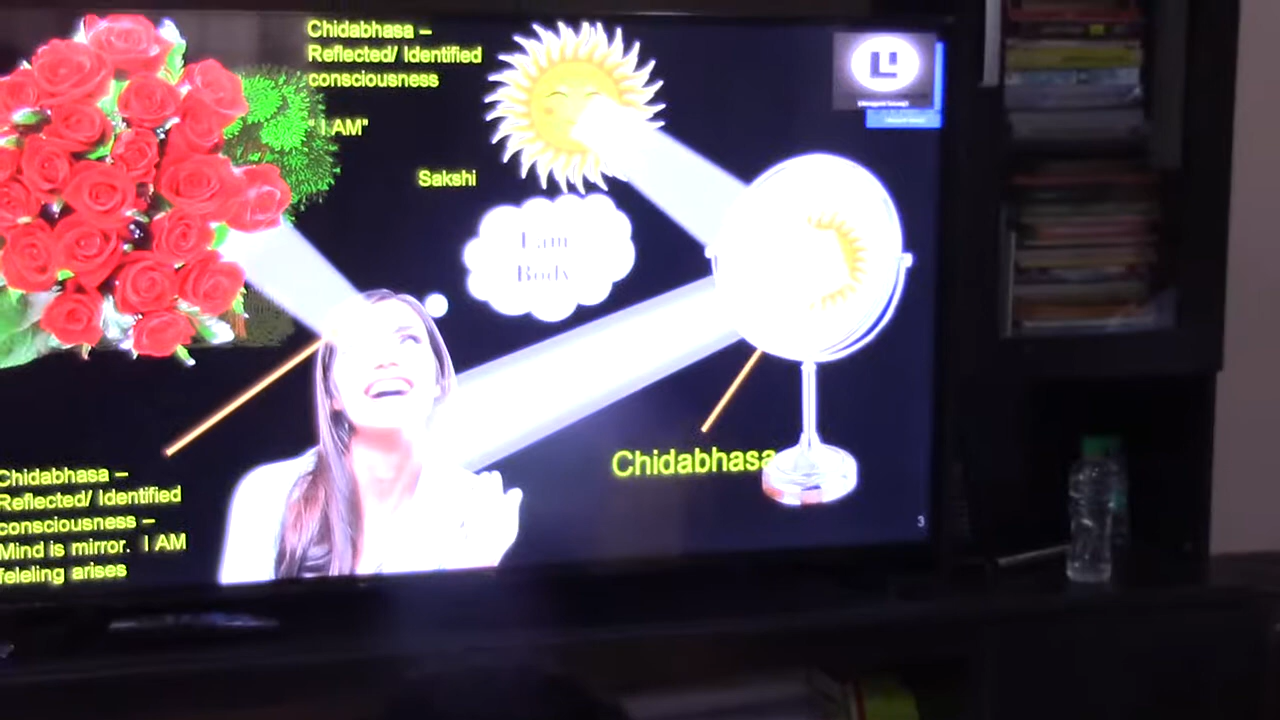 Chidabhasa –
Reflected/ Identified
consciousness
" I AM"
Sakshi
I am
Body
Chidabhasa
Chidabhasa –
Reflected/ Identified
consciousness –
Mind is mirror. I AM
feleling arises
3